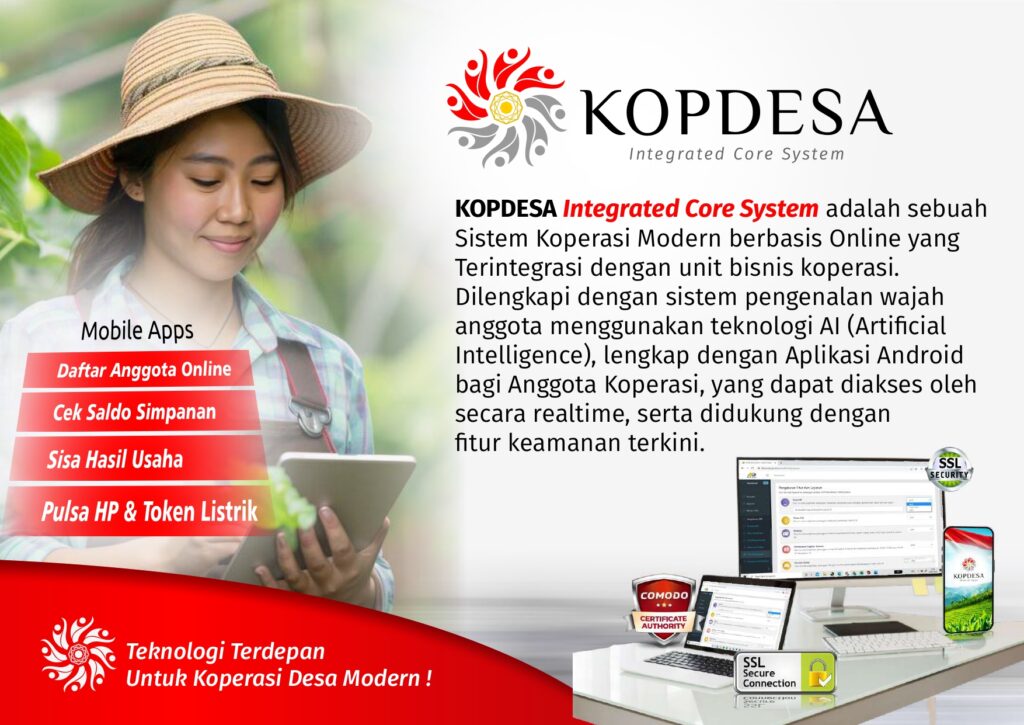 KOPDESA
Integrated Core System
KOPDESA Integrated Core System adalah sebuah
Sistem Koperasi Modern berbasis Online yang
Terintegrasi dengan unit bisnis koperasi.
Dilengkapi dengan sistem pengenalan wajah
anggota menggunakan teknologi AI (Artificial
Intelligence), lengkap dengan Aplikasi Android
bagi Anggota Koperasi, yang dapat diakses oleh
secara realtime, serta didukung dengan
fitur keamanan terkini.
Mobile Apps
Daftar Anggota Online
Cek Saldo Simpanan
Sisa Hasil Usaha
Pulsa HP & Token Listrik
SSL
SECURITY
KOPDESA
COMODO
CERTIFICATE
AUTHORITY
SSL
Secure
Connection
Teknologi Terdepan
Untuk Koperasi Desa Modern !